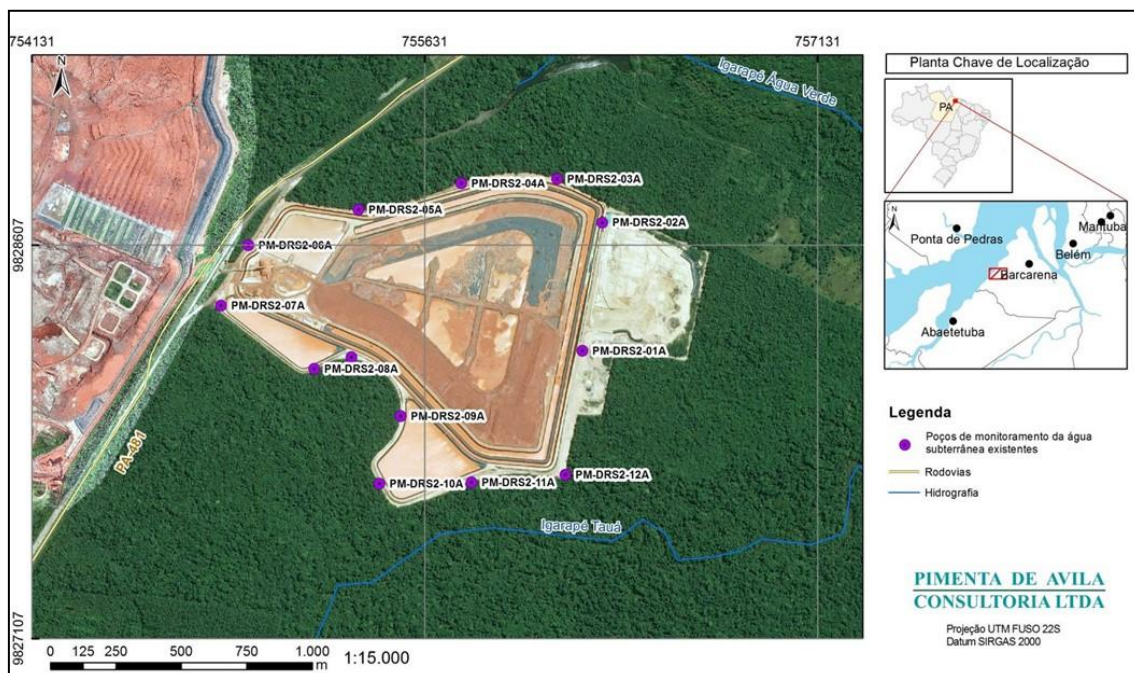 754131
755631
757131
N
Igarapé Água Verde
PM-DRS2-04A
PM-DRS2-03A
PM-DRS2-05A
PM-DRS2-02A
9828607
PM-DRS2-06A
PM-DRS2-07A
PM-DRS2-01A
PM-DRS2-08A
PM-DRS2-09A
PA-481
PM-DRS2-12A
PM-DRS2-10A
PM-DRS2-11A
Igarapé Tauá
9827107
0 125 250 500 750 1.000
m
1:15.000
Planta Chave de Localização
PA
N
Marituba
Ponta de Pedras
Belém
Barcarena
Abaetetuba
Legenda
Poços de monitoramento da água
subterrânea existentes
Rodovias
Hidrografia
PIMENTA DE AVILA
CONSULTORIA LTDA
Projeção UTM FUSO 22S
Datum SIRGAS 2000